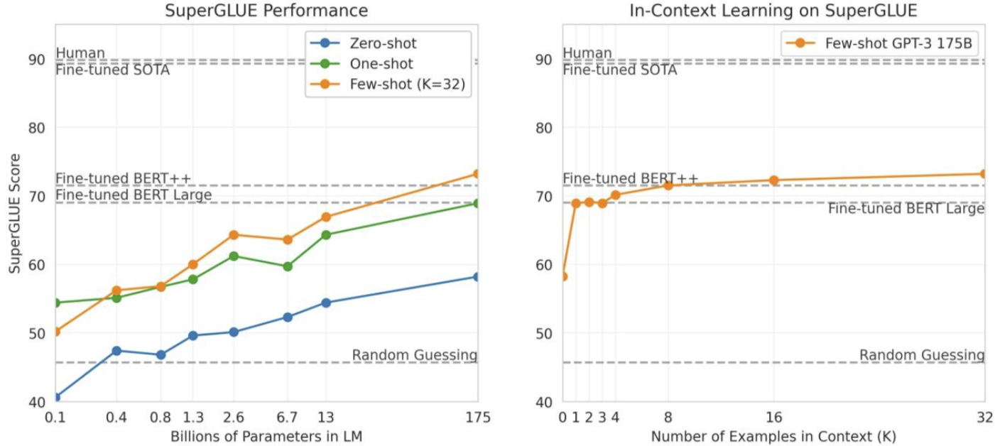 SuperGLUE Performance
Zero-shot
One-shot
Few-shot (K=32)
Human
Fine-tuned SOTA
Fine-tuned BERT++
Fine-tuned BERT Large
Random Guessing
SuperGLUE Score
90
80
70
60
50
40
0.1 0.4 0.8 1.3 2.6 6.7 13 175
Billions of Parameters in LM
In-Context Learning on SuperGLUE
Few-shot GPT-3 175B
Human
Fine-tuned SOTA
Fine-tuned BERT++
Fine-tuned BERT Large
Random Guessing
90
80
70
60
50
40
0 1 2 3 4 8 16 32
Number of Examples in Context (K)